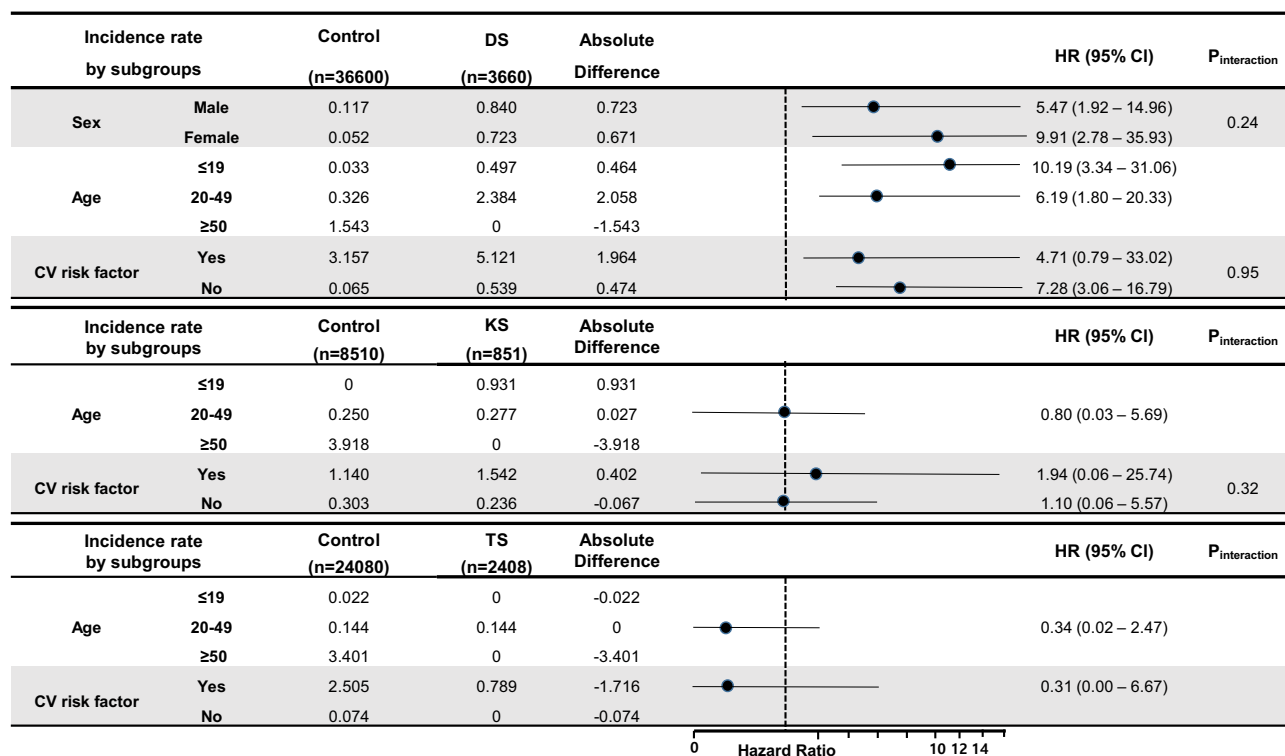 Incidence rate by subgroups Control (n=36600) DS (n=3660) Absolute Difference HR (95% CI) Pinteraction
Sex Male 0.117 0.840 0.723 5.47 (1.92 – 14.96) 0.24
Female 0.052 0.723 0.671 9.91 (2.78 – 35.93)
Age ≤19 0.033 0.497 0.464 10.19 (3.34 – 31.06)
20-49 0.326 2.384 2.058 6.19 (1.80 – 20.33)
≥50 1.543 0 -1.543
CV risk factor Yes 3.157 5.121 1.964 4.71 (0.79 – 33.02) 0.95
No 0.065 0.539 0.474 7.28 (3.06 – 16.79)
Incidence rate by subgroups Control (n=8510) KS (n=851) Absolute Difference HR (95% CI) Pinteraction
Age ≤19 0 0.931 0.931
20-49 0.250 0.277 0.027 0.80 (0.03 – 5.69)
≥50 3.918 0 -3.918
CV risk factor Yes 1.140 1.542 0.402 1.94 (0.06 – 25.74) 0.32
No 0.303 0.236 -0.067 1.10 (0.06 – 5.57)
Incidence rate by subgroups Control (n=24080) TS (n=2408) Absolute Difference HR (95% CI) Pinteraction
Age ≤19 0.022 0 -0.022
20-49 0.144 0.144 0 0.34 (0.02 – 2.47)
≥50 3.401 0 -3.401
CV risk factor Yes 2.505 0.789 -1.716 0.31 (0.00 – 6.67)
No 0.074 0 -0.074
0 Hazard Ratio 10 12 14